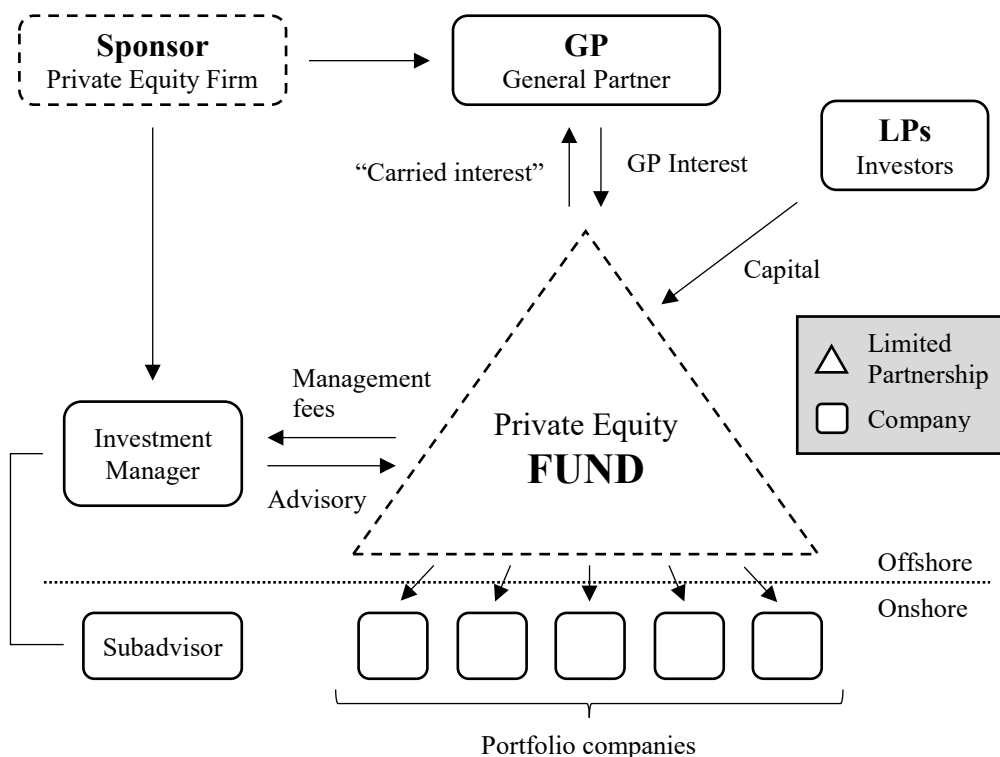 Sponsor
Private Equity Firm
GP
General Partner
LPs
Investors
“Carried interest”
GP Interest
Capital
Limited
Partnership
Company
Management
fees
Investment
Manager
Advisory
Private Equity
FUND
Offshore
Onshore
Subadvisor
Portfolio companies